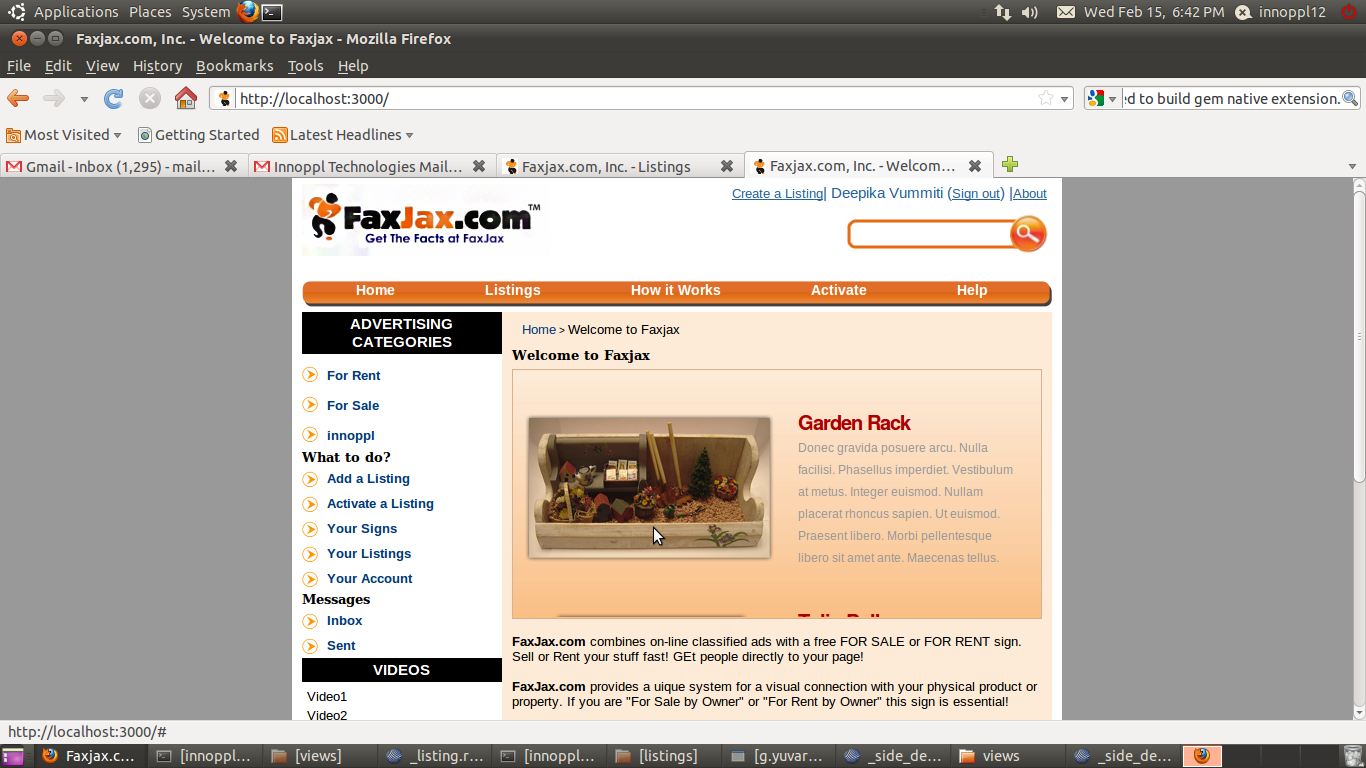 Applications Places System Wed Feb 15, 6:42 PM innoppl12
Faxjax.com, Inc. - Welcome to Faxjax - Mozilla Firefox
File Edit View History Bookmarks Tools Help
http://localhost:3000/ ed to build gem native extension.
Most Visited Getting Started Latest Headlines
Gmail - Inbox (1,295) - mail... Innoppl Technologies Mail... Faxjax.com, Inc. - Listings Faxjax.com, Inc. - Welcom...
Create a Listing| Deepika Vummiti (Sign out) |About
FaxJax.com™
Get The Facts at FaxJax
Home Listings How it Works Activate Help
ADVERTISING
CATEGORIES
For Rent
For Sale
innoppl
What to do?
Add a Listing
Activate a Listing
Your Signs
Your Listings
Your Account
Messages
Inbox
Sent
VIDEOS
Video1
Video2
Home > Welcome to Faxjax
Welcome to Faxjax
Garden Rack
Donec gravida posuere arcu. Nulla
facilisi. Phasellus imperdiet. Vestibulum
at metus. Integer euismod. Nullam
placerat rhoncus sapien. Ut euismod.
Praesent libero. Morbi pellentesque
libero sit amet ante. Maecenas tellus.
FaxJax.com combines on-line classified ads with a free FOR SALE or FOR RENT sign.
Sell or Rent your stuff fast! GEt people directly to your page!
FaxJax.com provides a uique system for a visual connection with your physical product or
property. If you are "For Sale by Owner" or "For Rent by Owner" this sign is essential!
http://localhost:3000/#
Faxjax.c... [innoppl... [views] _listing.r... [innoppl... [listings] [g.yuvar... _side_de... views _side_de...